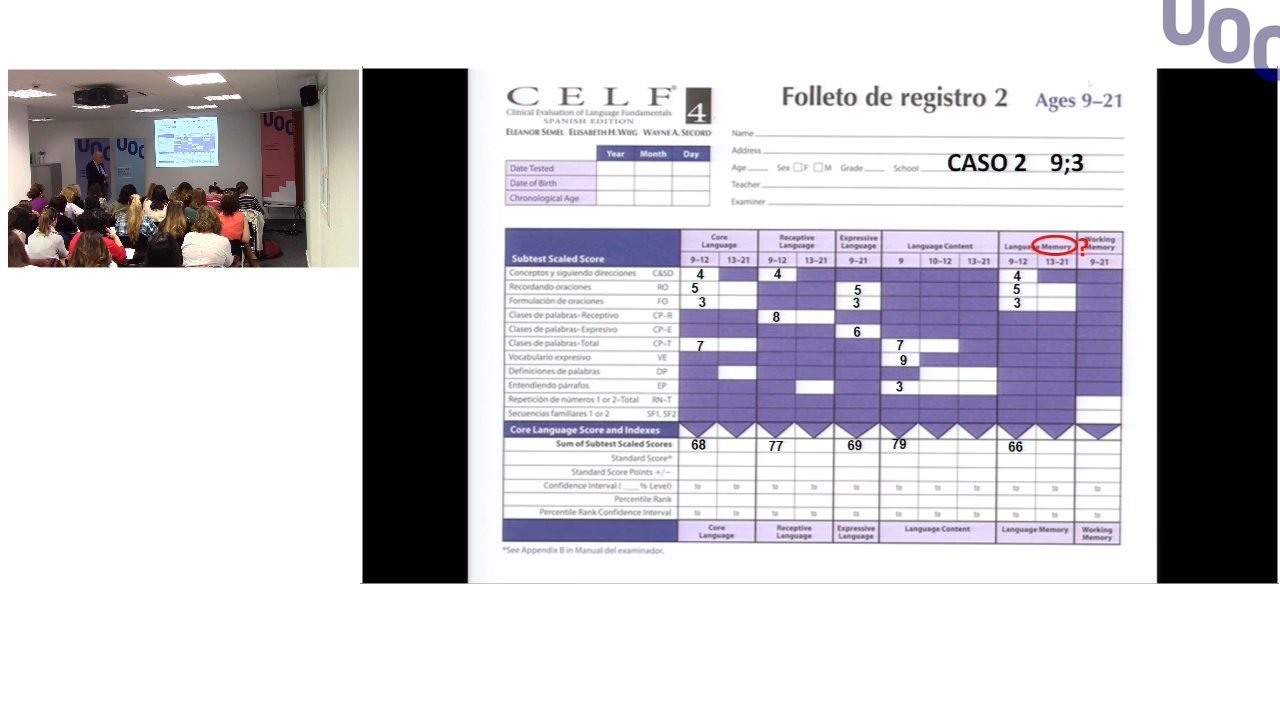 UOC
UOC
UOC
C E L F 4
Clinical Evaluation of Language Fundamentals
SPANISH EDITION
ELEANOR SEMEL ELISABETH H. WIIG WAYNE A. SECORD
Folleto de registro 2 Ages 9–21
Year Month Day
Date Tested
Date of Birth
Chronological Age
Name
Address
Age Sex F M Grade School
CASO 2 9;3
Teacher
Examiner
Core Language Receptive Language Expressive Language Language Content Language Memory ? Working Memory
Subtest Scaled Score 9–12 13–21 9–12 13–21 9–21 9 10–12 13–21 9–12 13–21 9–21
Conceptos y siguiendo direcciones C&SD 4 4 4
Recordando oraciones RO 5 5 5
Formulación de oraciones FO 3 3 3
Clases de palabras–Receptivo CP–R 8
Clases de palabras–Expresivo CP–E 6
Clases de palabras–Total CP–T 7 7
Vocabulario expresivo VE 9
Definiciones de palabras DP
Entendiendo párrafos EP 3
Repetición de números 1 or 2–Total RN–T
Secuencias familiares 1 or 2 SF1, SF2
Core Language Score and Indexes
Sum of Subtest Scaled Scores 68 77 69 79 66
Standard Score*
Standard Score Points +/−
Confidence Interval (___% Level) to to to to to to to to to to to
Percentile Rank
Percentile Rank Confidence Interval to to to to to to to to to to to
Core Language Receptive Language Expressive Language Language Content Language Memory Working Memory
*See Appendix B in Manual del examinador.